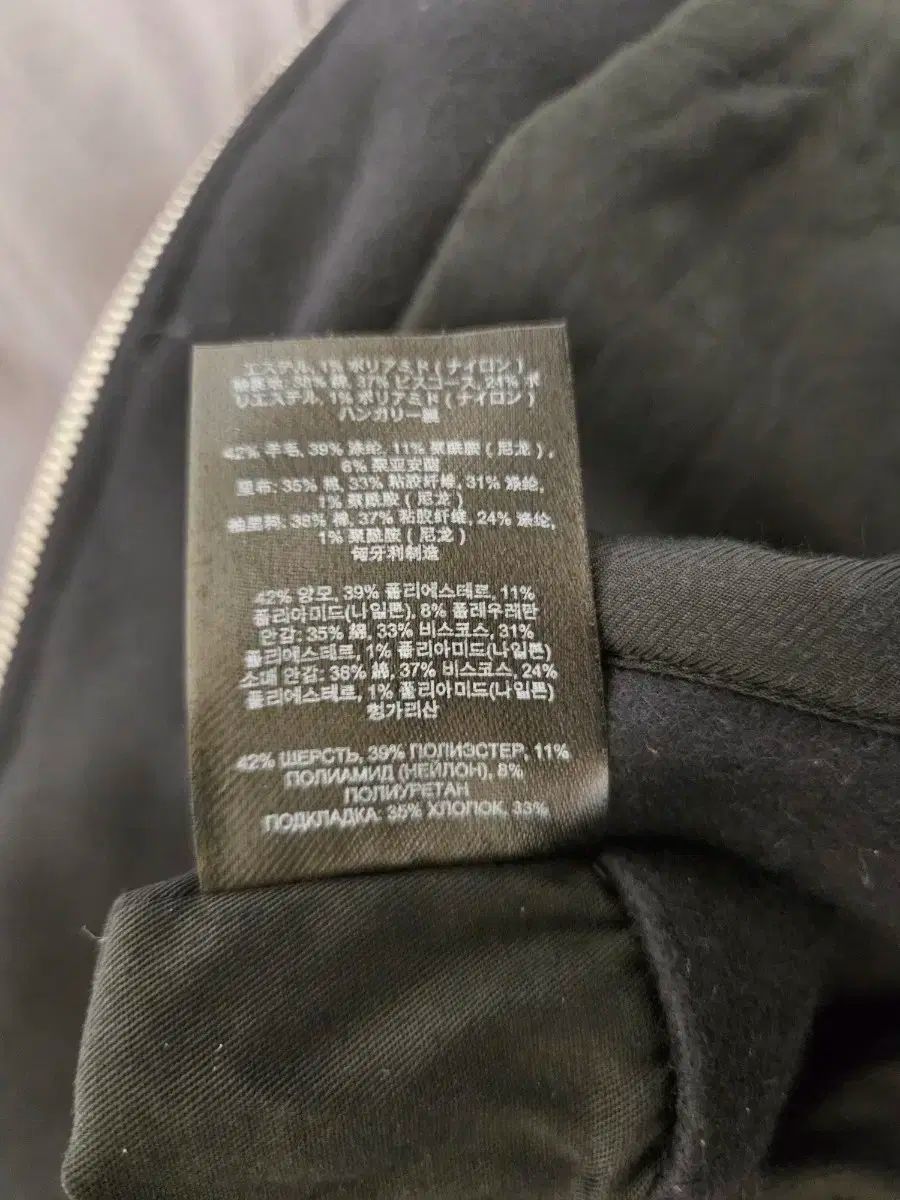 エステル, 1% ポリアミド ( ナイロン )
袖裏地: 38% 綿, 37% ビスコース, 24% ポ
リエステル, 1% ポリアミド ( ナイロン )
ハンガリー製
42% 羊毛, 39% 涤纶, 11% 聚酰胺 ( 尼龙 ) ,
8% 聚亚安酯
里布: 35% 棉, 33% 粘胶纤维, 31% 涤纶,
1% 聚酰胺 ( 尼龙 )
袖里料: 38% 棉, 37% 粘胶纤维, 24% 涤纶,
1% 聚酰胺 ( 尼龙 )
匈牙利制造
42% 양모, 39% 폴리에스테르, 11%
폴리아미드(나일론), 8% 폴레우레탄
안감: 35% 綿, 33% 비스코스, 31%
폴리에스테르, 1% 폴리아미드(나일론)
소매 안감: 38% 綿, 37% 비스코스, 24%
폴리에스테르, 1% 폴리아미드(나일론)
헝가리산
42% ШЕРСТЬ, 39% ПОЛИЭСТЕР, 11%
ПОЛИАМИД (НЕЙЛОН), 8%
ПОЛИУРЕТАН
ПОДКЛАДКА: 35% ХЛОПОК, 33%